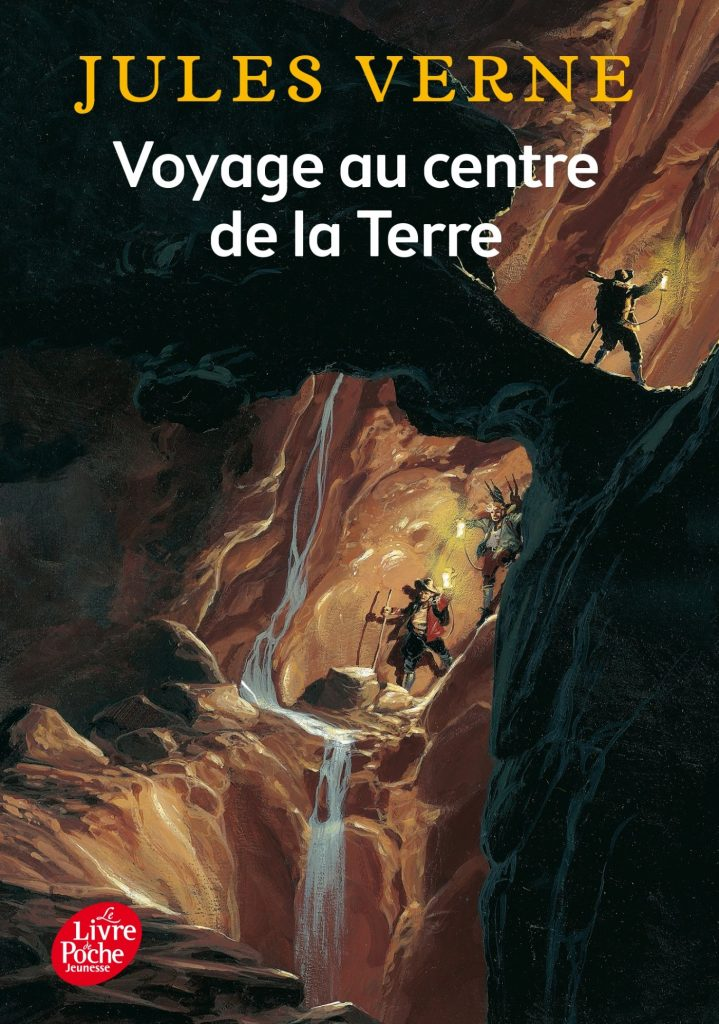 JULES VERNE
Voyage au centre
de la Terre
Le
Livre
de
Poche
Jeunesse